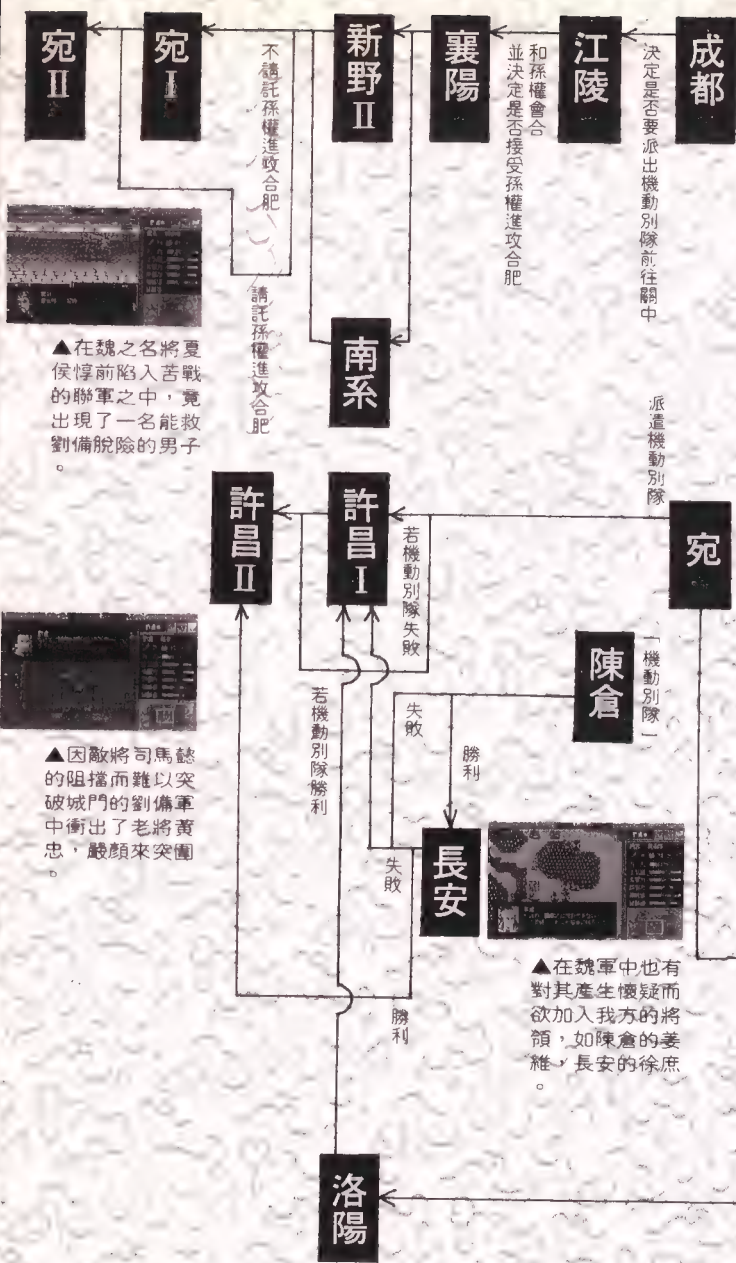 成都
決定是否要派出機動別隊前往關中
江陵
和孫權會合
並決定是否接受孫權進攻合肥
襄陽
新野Ⅱ
南系
不請託孫權進攻合肥
請託孫權進攻合肥
宛Ⅰ
宛Ⅱ
▲在魏之名將夏
侯惇前陷入苦戰
的聯軍之中,竟
出現了一名能救
劉備脫險的男子
。
宛
派遣機動別隊
「機動別隊」
陳倉
勝利
失敗
長安
失敗
勝利
若機動別隊失敗
若機動別隊勝利
許昌Ⅰ
許昌Ⅱ
洛陽
▲因敵將司馬懿
的阻擋而難以突
破城門的劉備軍
中衝出了老將黃
忠,嚴顏來突圍
。
▲在魏軍中也有
對其產生懷疑而
欲加入我方的將
領,如陳倉的姜
維,長安的徐庶
。